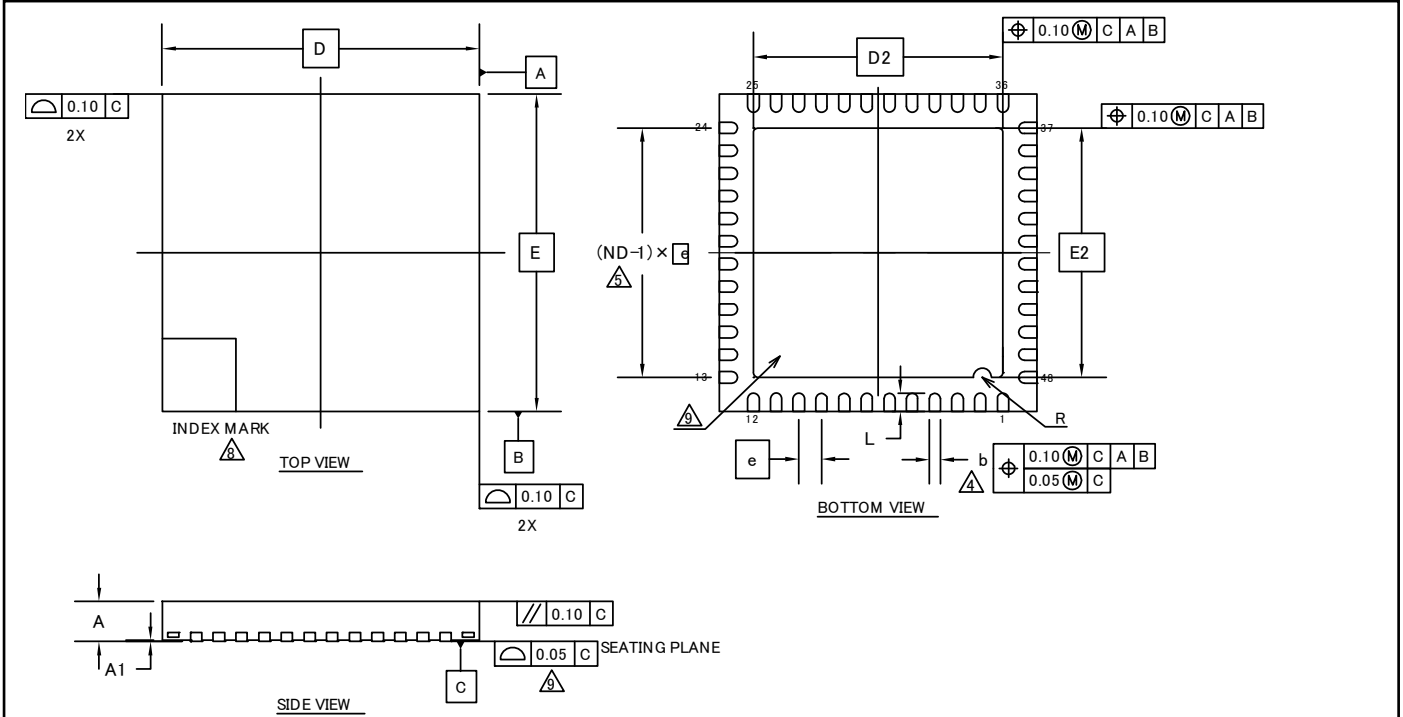 D
A
⌓ 0.10 C
2X
E
INDEX MARK
8
TOP VIEW
B
⌓ 0.10 C
2X
⌖ 0.10 Ⓜ C A B
D2
25
36
⌖ 0.10 Ⓜ C A B
24
37
(ND-1)× e
5
E2
13
48
9
12
1
L
R
e
b
4
⌖ 0.10 Ⓜ C A B
0.05 Ⓜ C
BOTTOM VIEW
A
// 0.10 C
A1
⌓ 0.05 C SEATING PLANE
9
C
SIDE VIEW